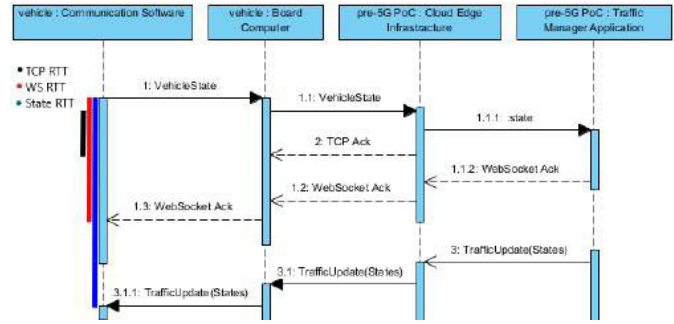 vehicle : Communication Software
vehicle : Board
Computer
pre-5G PoC : Cloud Edge
Infrastracture
pre-5G PoC : Traffic
Manager Application
TCP RTT
WS RTT
State RTT
1: VehicleState
1.1: VehicleState
1.1.1: :state
2: TCP Ack
1.1.2: WebSocket Ack
1.2: WebSocket Ack
1.3: WebSocket Ack
3: TrafficUpdate(States)
3.1: TrafficUpdate(States)
3.1.1: TrafficUpdate(States)